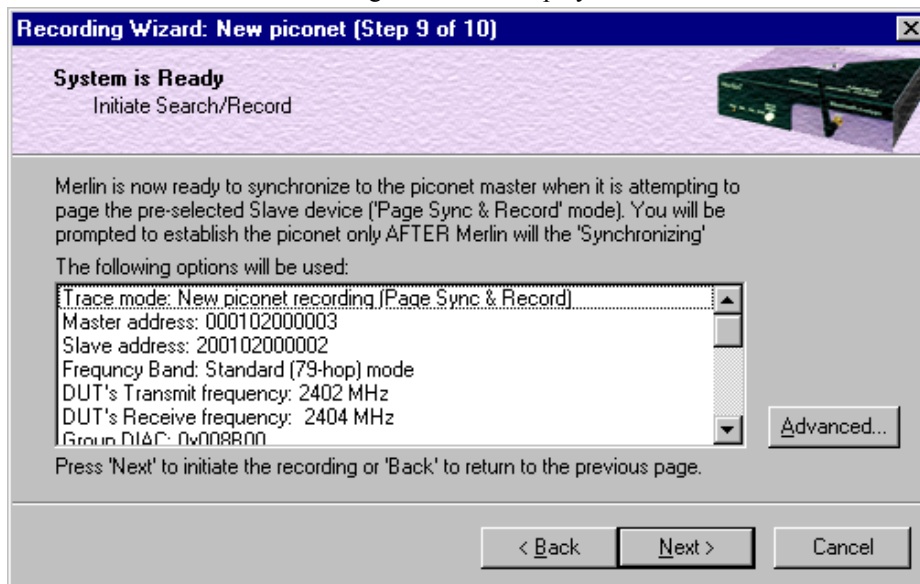 Recording Wizard: New piconet (Step 9 of 10)
System is Ready
Initiate Search/Record
Merlin is now ready to synchronize to the piconet master when it is attempting to
page the pre-selected Slave device ('Page Sync & Record' mode). You will be
prompted to establish the piconet only AFTER Merlin will the 'Synchronizing'
The following options will be used:
Trace mode: New piconet recording (Page Sync & Record)
Master address: 000102000003
Slave address: 200102000002
Frequncy Band: Standard (79-hop) mode
DUT's Transmit frequency: 2402 MHz
DUT's Receive frequency: 2404 MHz
Group DIAC: 0x008B00
Advanced...
Press 'Next' to initiate the recording or 'Back' to return to the previous page.
< Back
Next >
Cancel